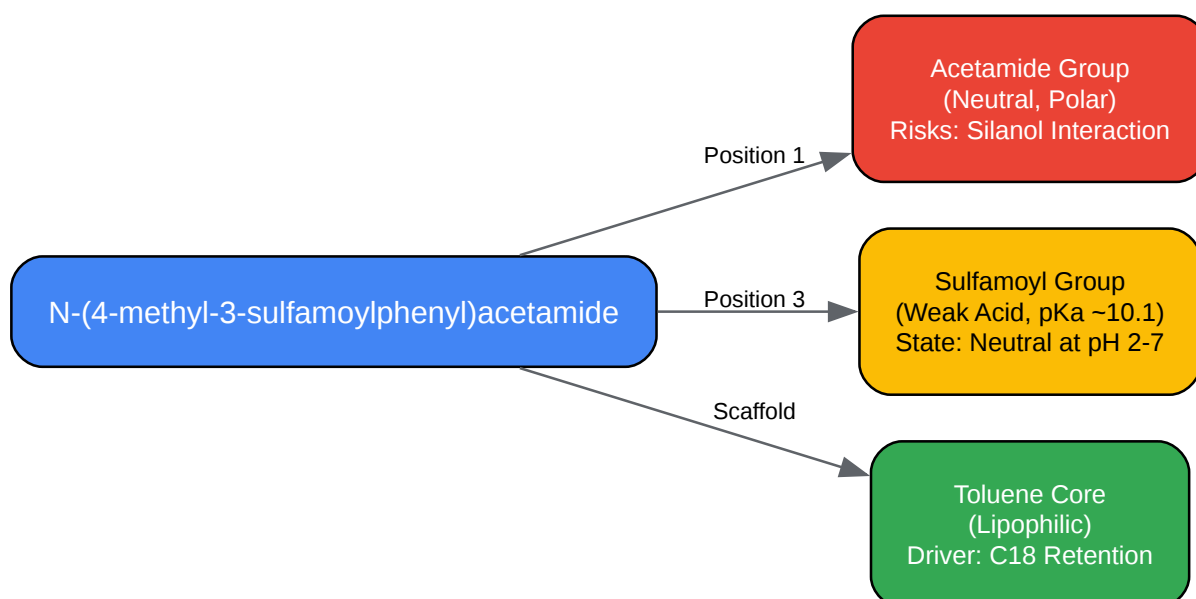 Acetamide Group
(Neutral, Polar)
Risks: Silanol Interaction
Position 1
N-(4-methyl-3-sulfamoylphenyl)acetamide
Position 3
Sulfamoyl Group
(Weak Acid, pKa ~10.1)
State: Neutral at pH 2-7
Scaffold
Toluene Core
(Lipophilic)
Driver: C18 Retention